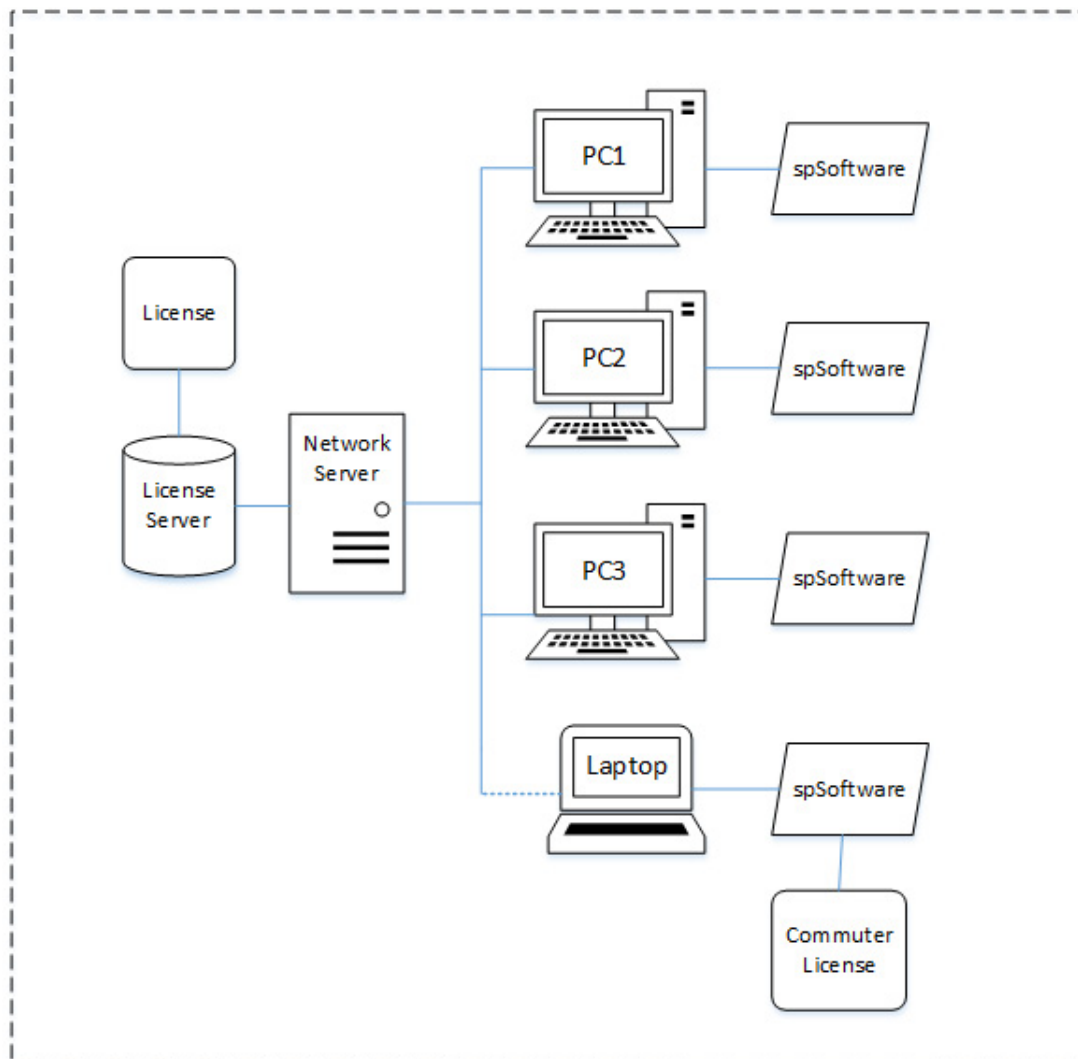 PC1
spSoftware
License
PC2
spSoftware
Network
Server
License
Server
PC3
spSoftware
Laptop
spSoftware
Commuter
License